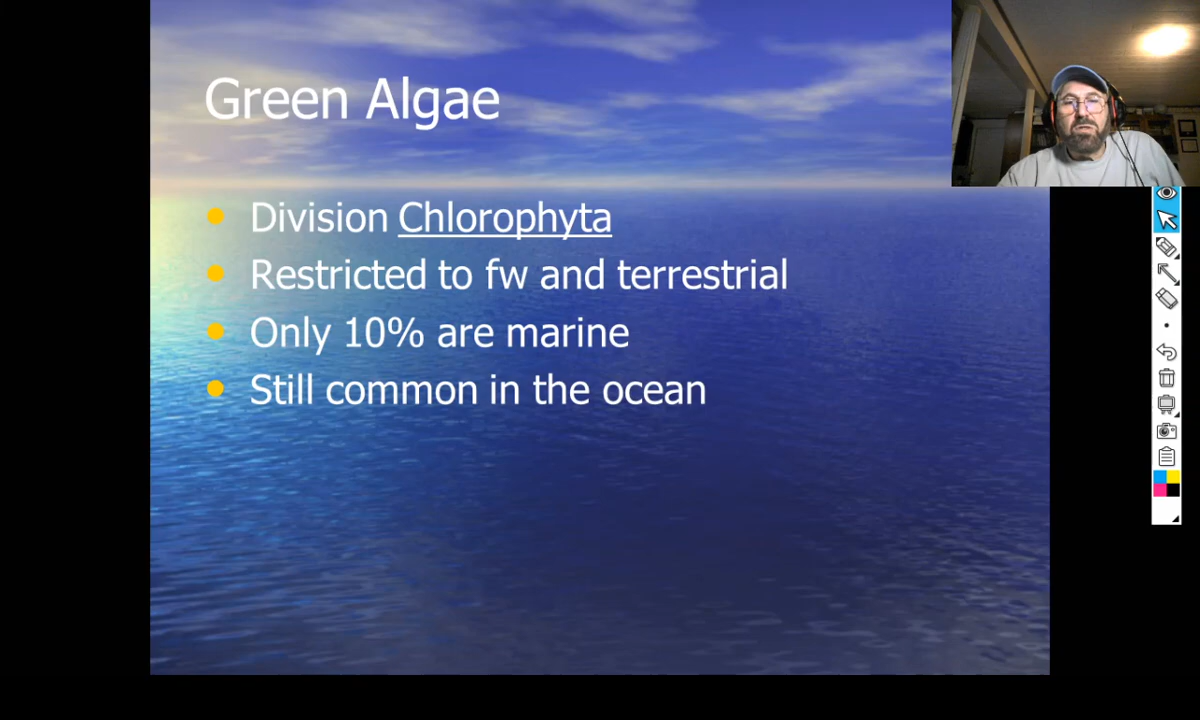 Green Algae
Division Chlorophyta
Restricted to fw and terrestrial
Only 10% are marine
Still common in the ocean